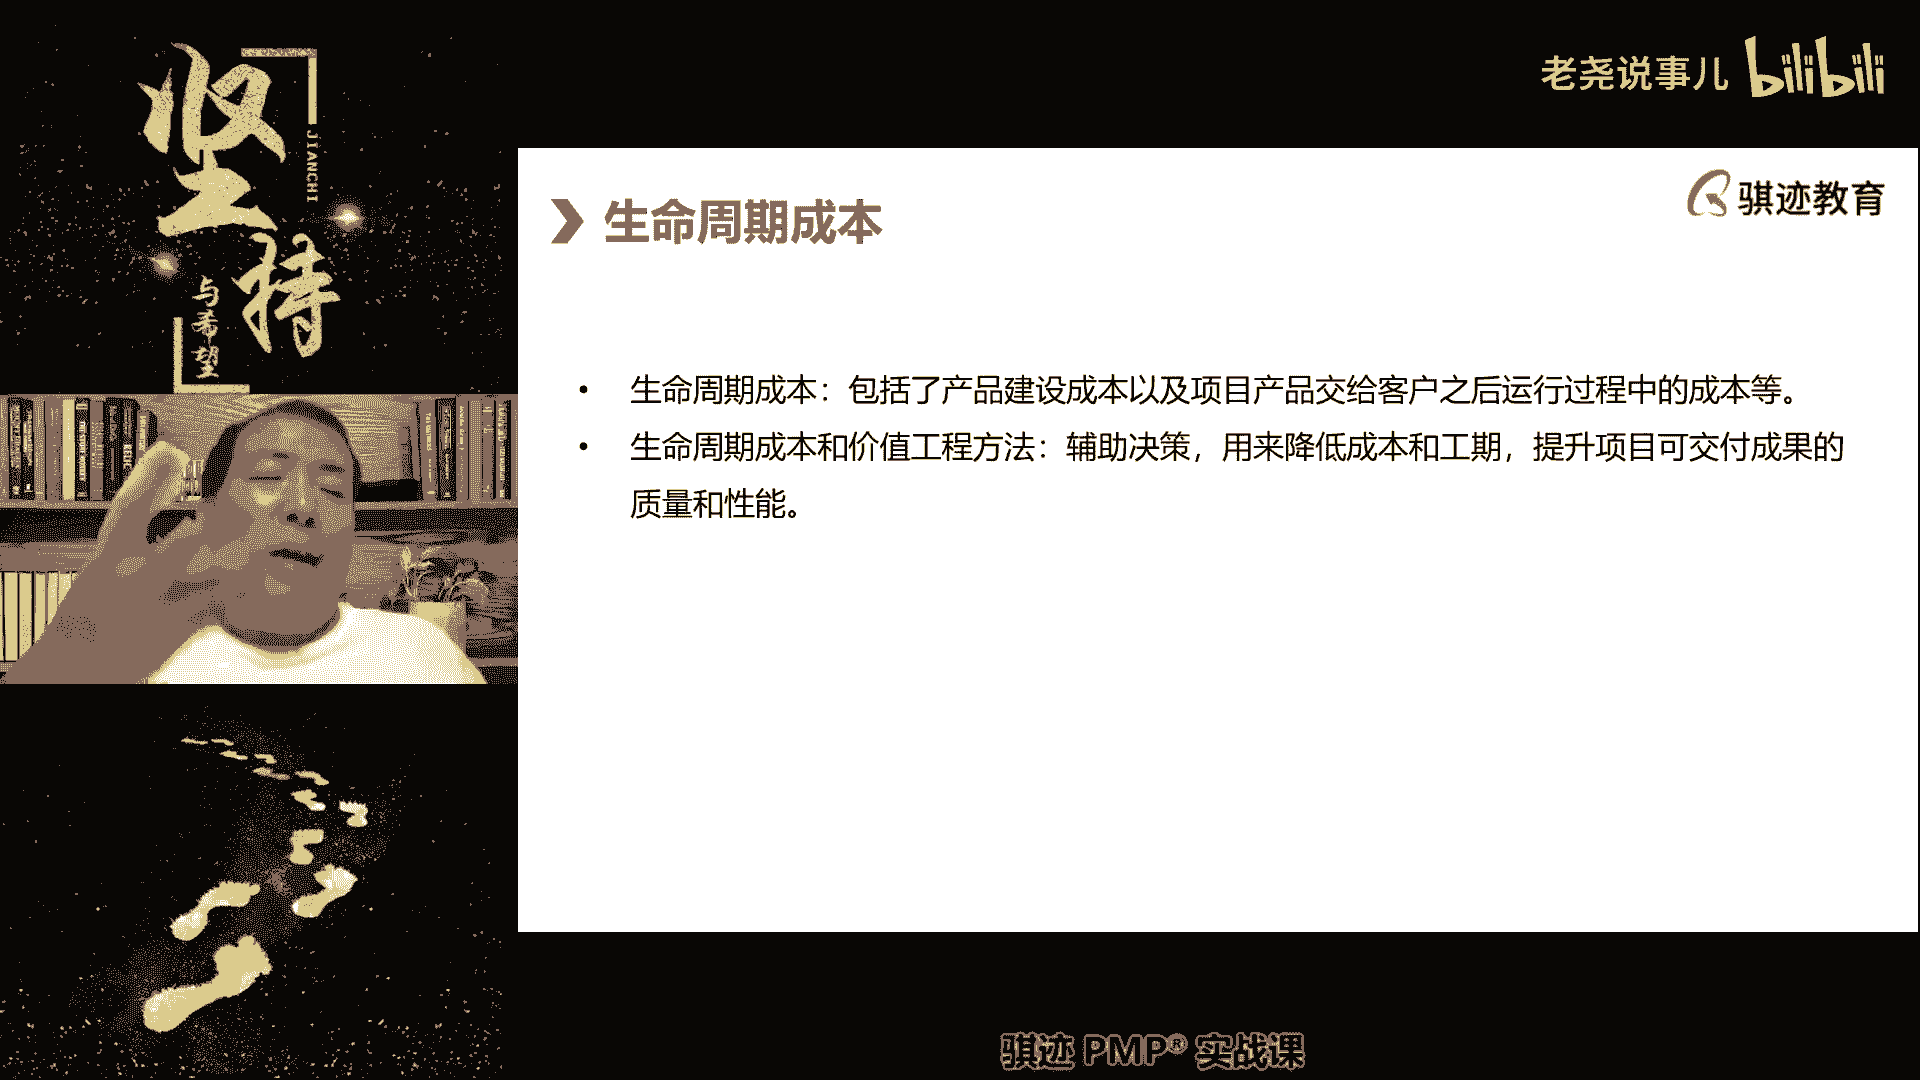 坚持
JIANCHI
与希望
老尧说事儿 bilibili
骐迹教育
生命周期成本
• 生命周期成本：包括了产品建设成本以及项目产品交给客户之后运行过程中的成本等。
• 生命周期成本和价值工程方法：辅助决策，用来降低成本和工期，提升项目可交付成果的
质量和性能。
骐迹 PMP® 实战课